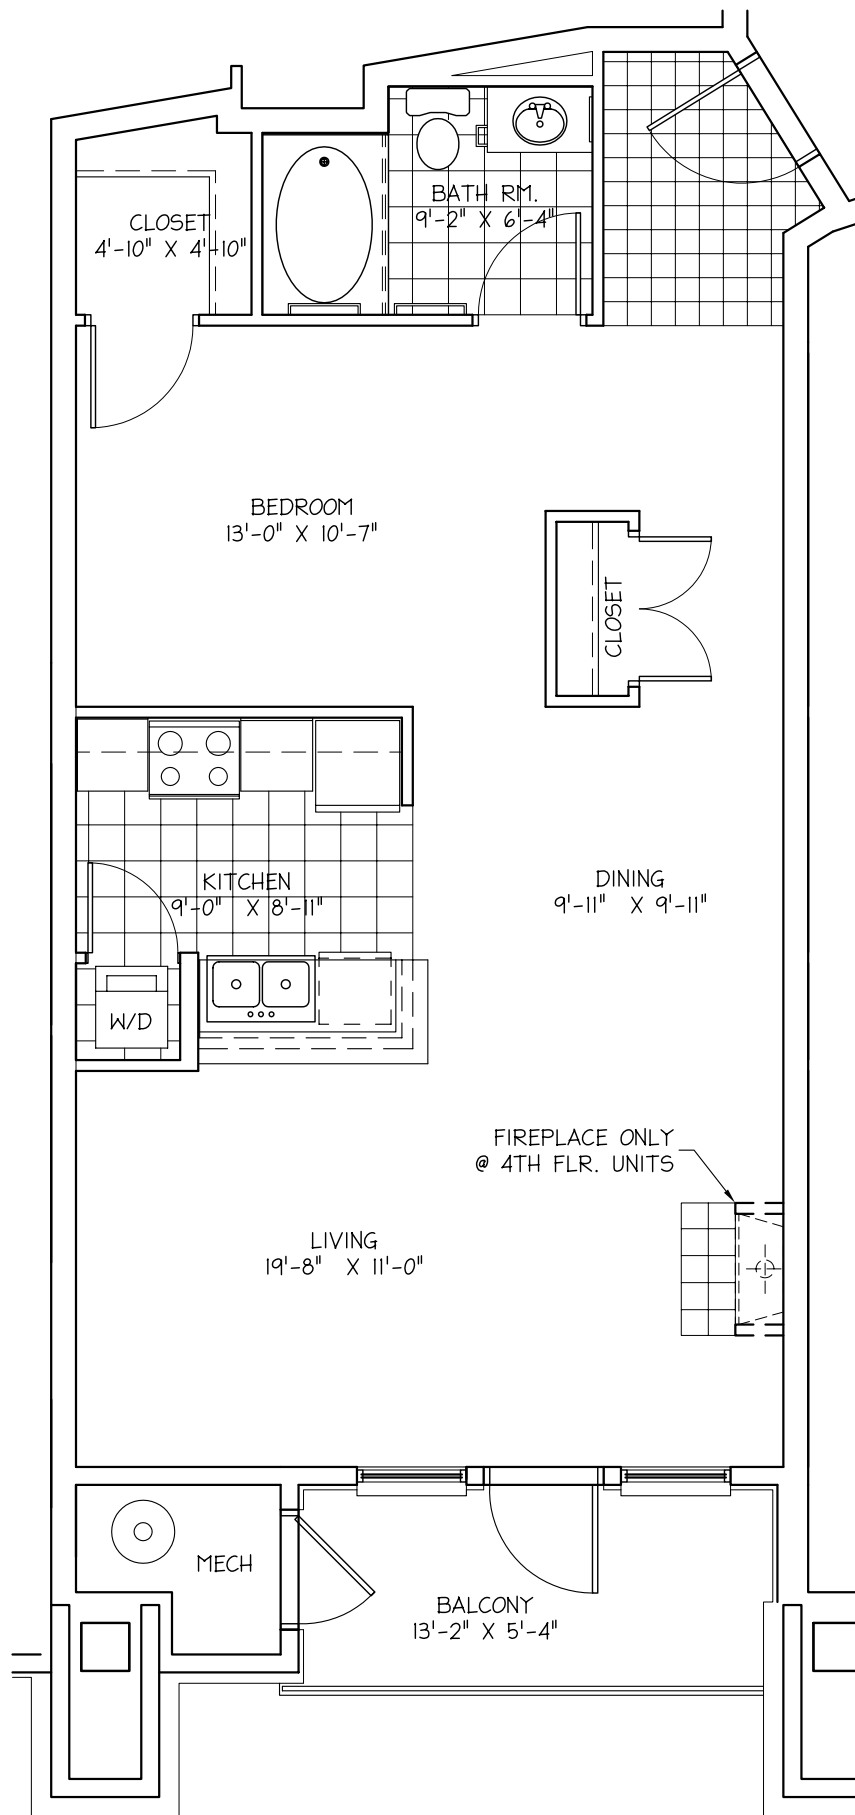 BATH RM.
9'-2" X 6'-4"
CLOSET
4'-10" X 4'-10"
BEDROOM
13'-0" X 10'-7"
CLOSET
KITCHEN
9'-0" X 8'-11"
DINING
9'-11" X 9'-11"
W/D
FIREPLACE ONLY
@ 4TH FLR. UNITS
LIVING
19'-8" X 11'-0"
MECH
BALCONY
13'-2" X 5'-4"